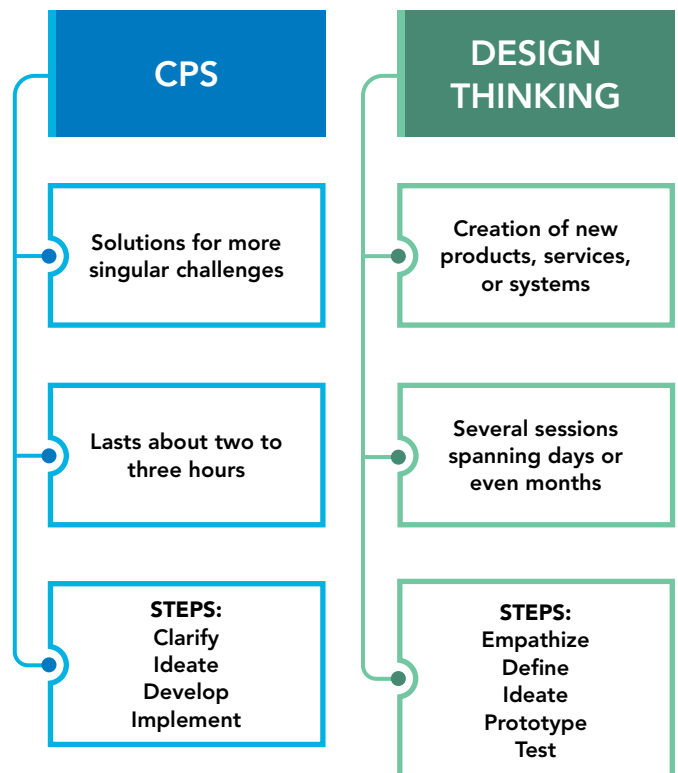 CPS
Solutions for more
singular challenges
Lasts about two to
three hours
STEPS:
Clarify
Ideate
Develop
Implement
DESIGN
THINKING
Creation of new
products, services,
or systems
Several sessions
spanning days or
even months
STEPS:
Empathize
Define
Ideate
Prototype
Test